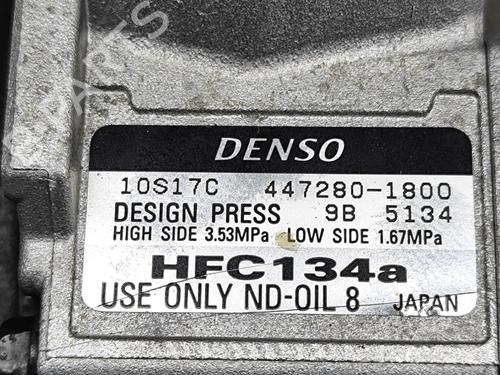 DENSO
10S17C 447280-1800
DESIGN PRESS 9B 5134
HIGH SIDE 3.53MPa LOW SIDE 1.67MPa
HFC134a
USE ONLY ND-OIL 8 JAPAN